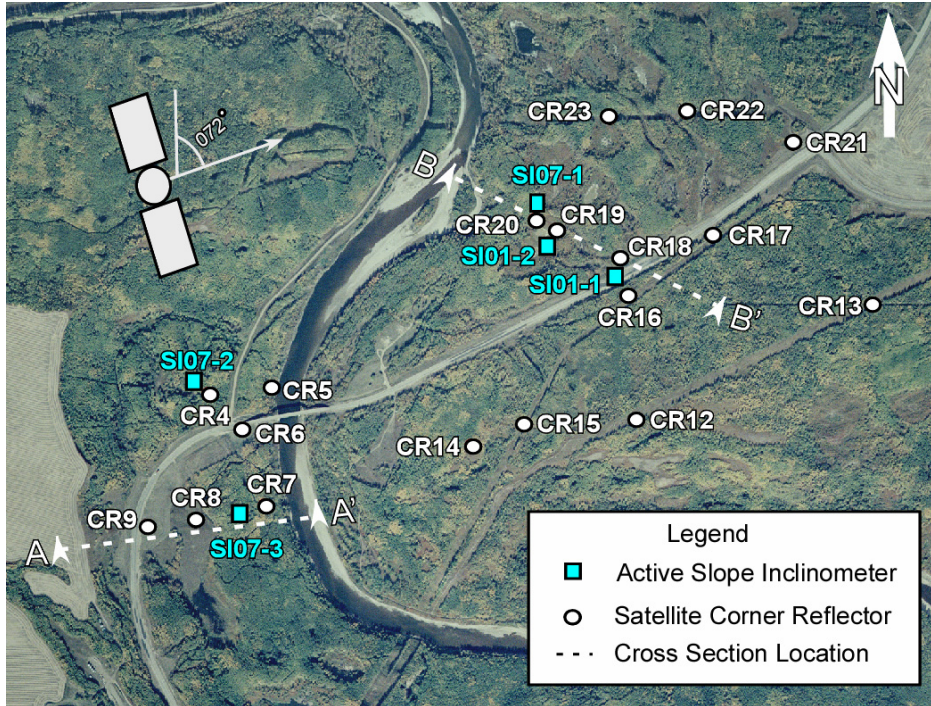 N
072°
CR23
CR22
CR21
B
SI07-1
CR20
CR19
SI01-2
CR18
CR17
SI01-1
CR16
B'
CR13
SI07-2
CR4
CR5
CR6
CR14
CR15
CR12
CR7
CR8
CR9
A
A'
SI07-3
Legend
Active Slope Inclinometer
Satellite Corner Reflector
Cross Section Location